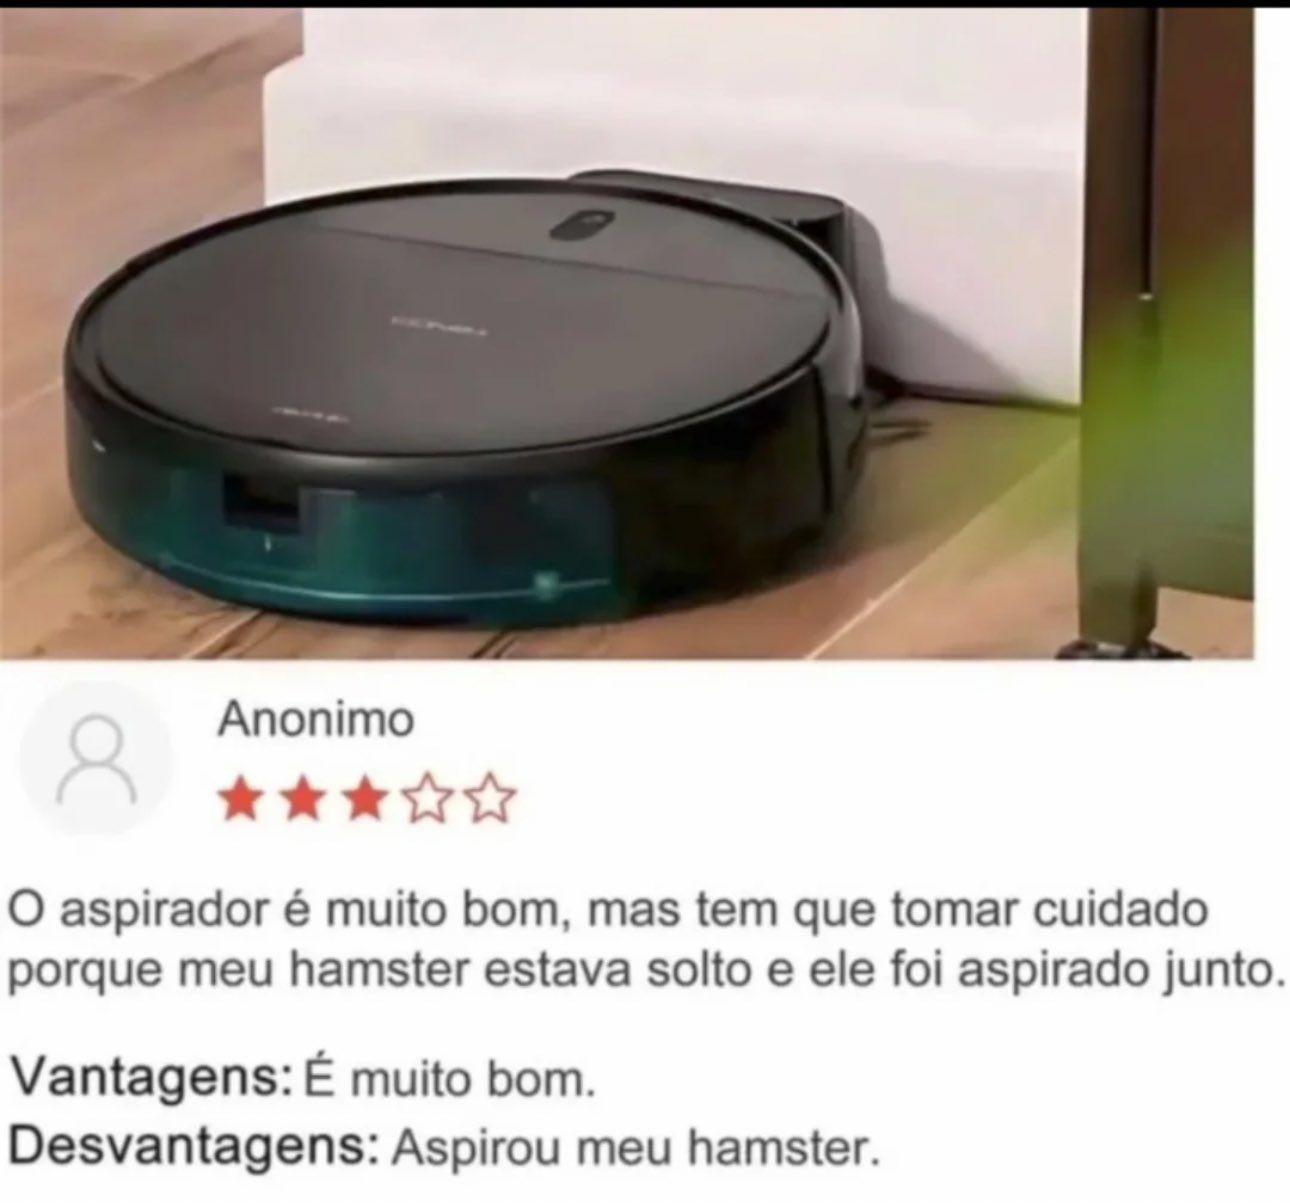 Anonimo
O aspirador é muito bom, mas tem que tomar cuidado
porque meu hamster estava solto e ele foi aspirado junto.
Vantagens: É muito bom.
Desvantagens: Aspirou meu hamster.